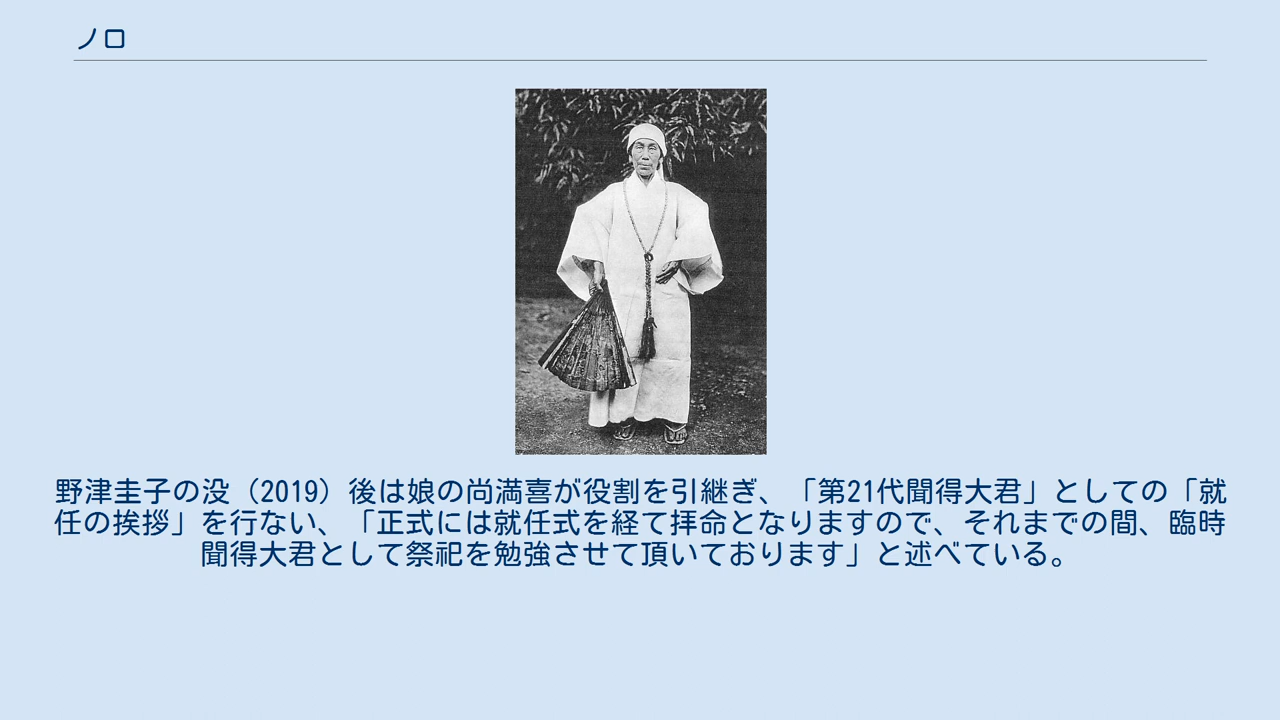 ノロ
野津圭子の没（2019）後は娘の尚満喜が役割を引継ぎ、「第21代聞得大君」としての「就
任の挨拶」を行ない、「正式には就任式を経て拝命となりますので、それまでの間、臨時
聞得大君として祭祀を勉強させて頂いております」と述べている。